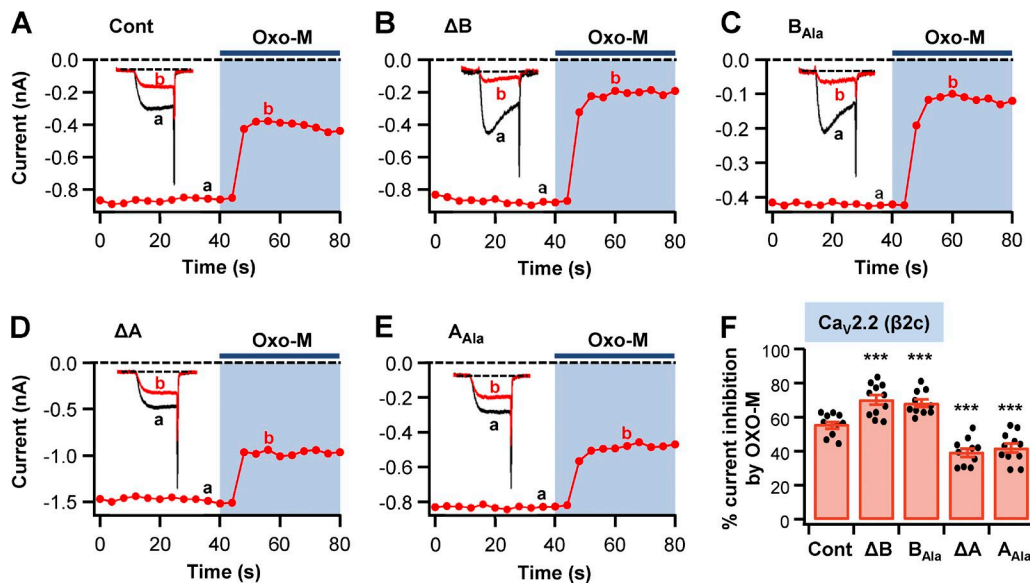 A
Cont
Oxo-M
Current (nA)
0.0
-0.2
-0.4
-0.6
-0.8
b
a
b
a
0
20
40
60
80
Time (s)
B
ΔB
Oxo-M
0.0
-0.2
-0.4
-0.6
-0.8
b
a
b
a
0
20
40
60
80
Time (s)
C
B_Ala
Oxo-M
0.0
-0.1
-0.2
-0.3
-0.4
b
a
b
a
0
20
40
60
80
Time (s)
D
ΔA
Oxo-M
Current (nA)
0.0
-0.5
-1.0
-1.5
b
a
b
a
0
20
40
60
80
Time (s)
E
A_Ala
Oxo-M
0.0
-0.2
-0.4
-0.6
-0.8
b
a
b
a
0
20
40
60
80
Time (s)
F
Ca_V2.2 (β2c)
% current inhibition
by OXO-M
100
80
60
40
20
0
*** *** *** ***
Cont ΔB B_Ala ΔA A_Ala